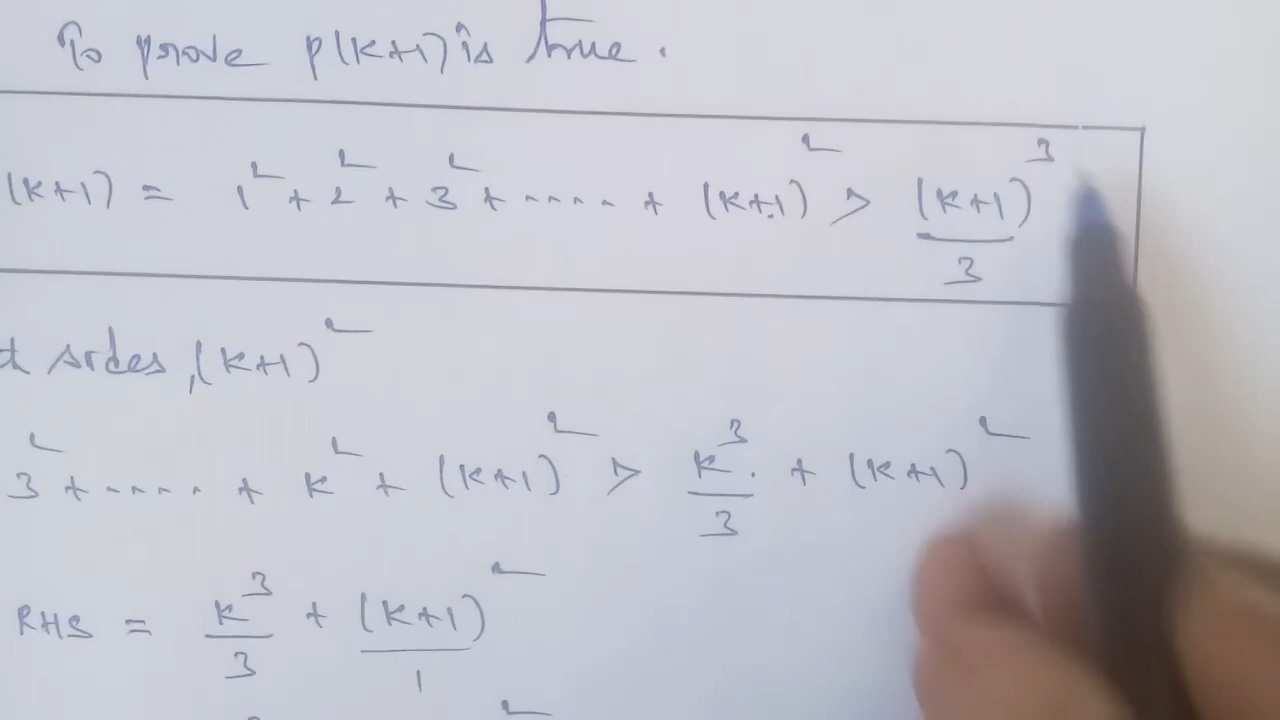 To prove p(k+1) is true.
(k+1) = 1² + 2² + 3² + ..... + (k+1)² > (k+1)³/3
sides, (k+1)²
3² + ..... + k² + (k+1)² > k³/3 + (k+1)²
RHS = k³/3 + (k+1)²/1